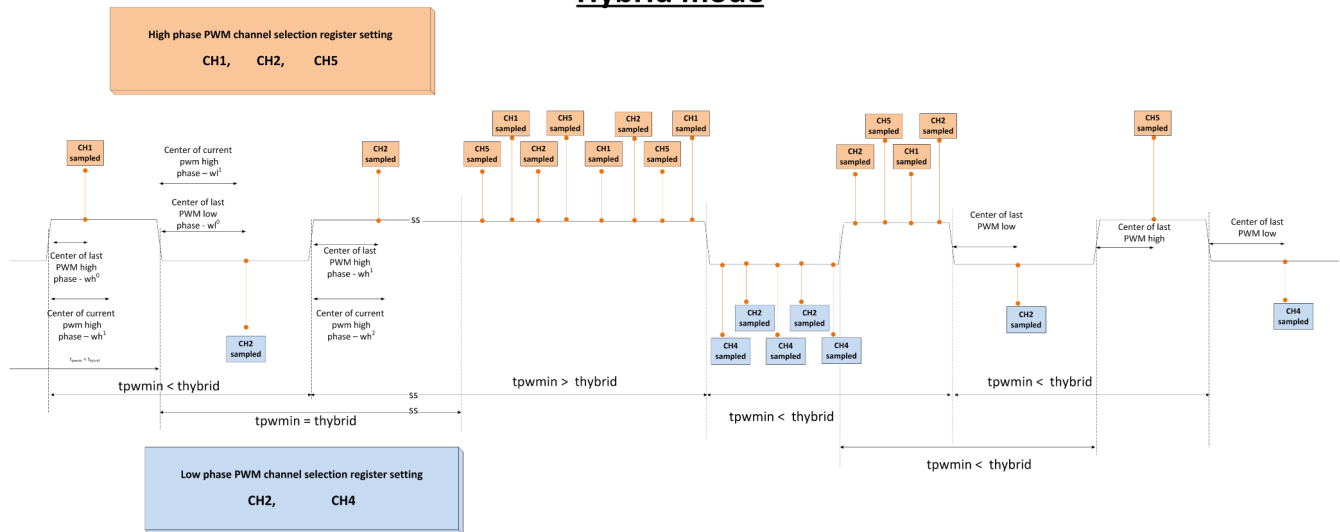 High phase PWM channel selection register setting
CH1, CH2, CH5
CH1
sampled
Center of current
pwm high
phase – wl1
Center of last
PWM low
phase - wl0
CH2
sampled
CH5
sampled
CH1
sampled
CH2
sampled
CH5
sampled
CH1
sampled
CH2
sampled
CH5
sampled
CH1
sampled
CH2
sampled
CH5
sampled
CH1
sampled
CH2
sampled
CH5
sampled
ss
Center of last
PWM high
phase - wh0
Center of current
pwm high
phase – wh1
Center of last
PWM high
phase - wh1
Center of current
pwm high
phase – wh2
Center of last
PWM low
Center of last
PWM high
Center of last
PWM low
CH2
sampled
CH4
sampled
CH2
sampled
CH4
sampled
CH2
sampled
CH4
sampled
CH2
sampled
CH4
sampled
tpwmin < thybrid
tpwmin < thybrid
ss
tpwmin > thybrid
tpwmin < thybrid
ss
tpwmin = thybrid
tpwmin < thybrid
tpwmin < thybrid
Low phase PWM channel selection register setting
CH2, CH4